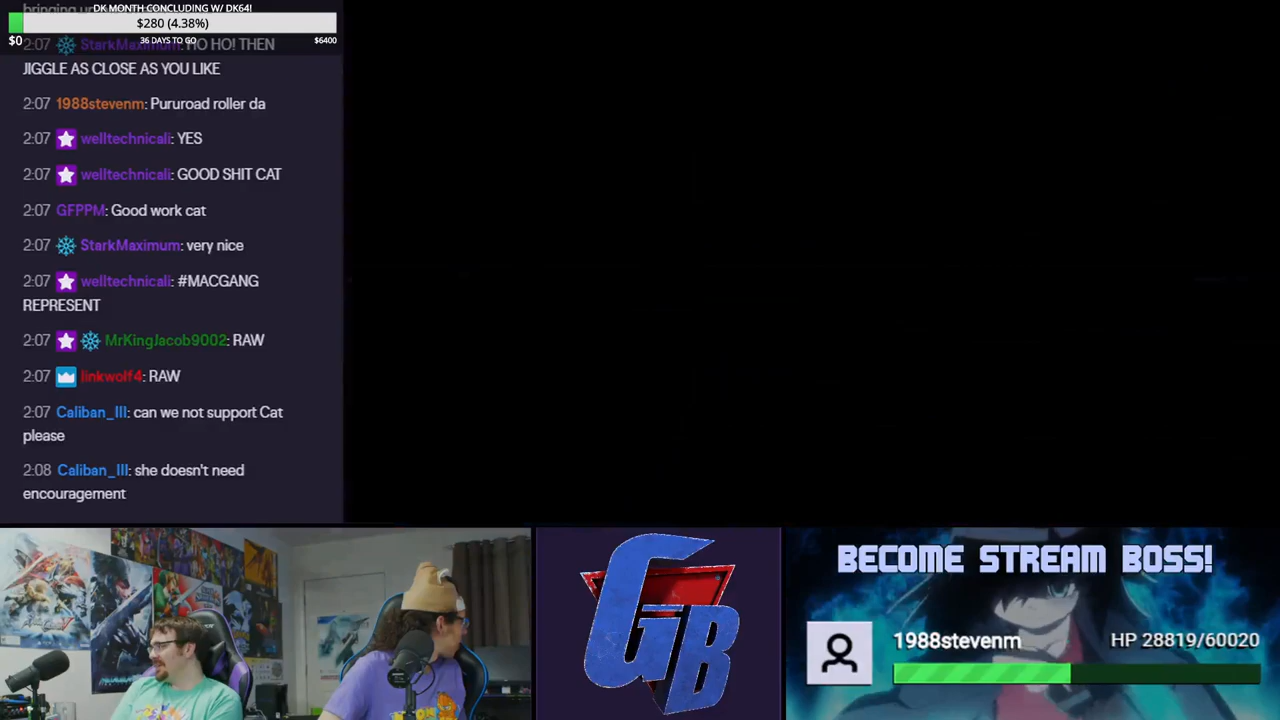 DK MONTH CONCLUDING W/ DK64!
$280 (4.38%)
$0
36 DAYS TO GO
$6400
2:07 StarkMaximum: HO HO! THEN
JIGGLE AS CLOSE AS YOU LIKE
2:07 1988stevenm: Pururoad roller da
2:07 welltechnicali: YES
2:07 welltechnicali: GOOD SHIT CAT
2:07 GFPPM: Good work cat
2:07 StarkMaximum: very nice
2:07 welltechnicali: #MACGANG
REPRESENT
2:07 MrKingJacob9002: RAW
2:07 linkwolf4: RAW
2:07 Caliban_III: can we not support Cat
please
2:08 Caliban_III: she doesn't need
encouragement
GB
BECOME STREAM BOSS!
1988stevenm
HP 28819/60020